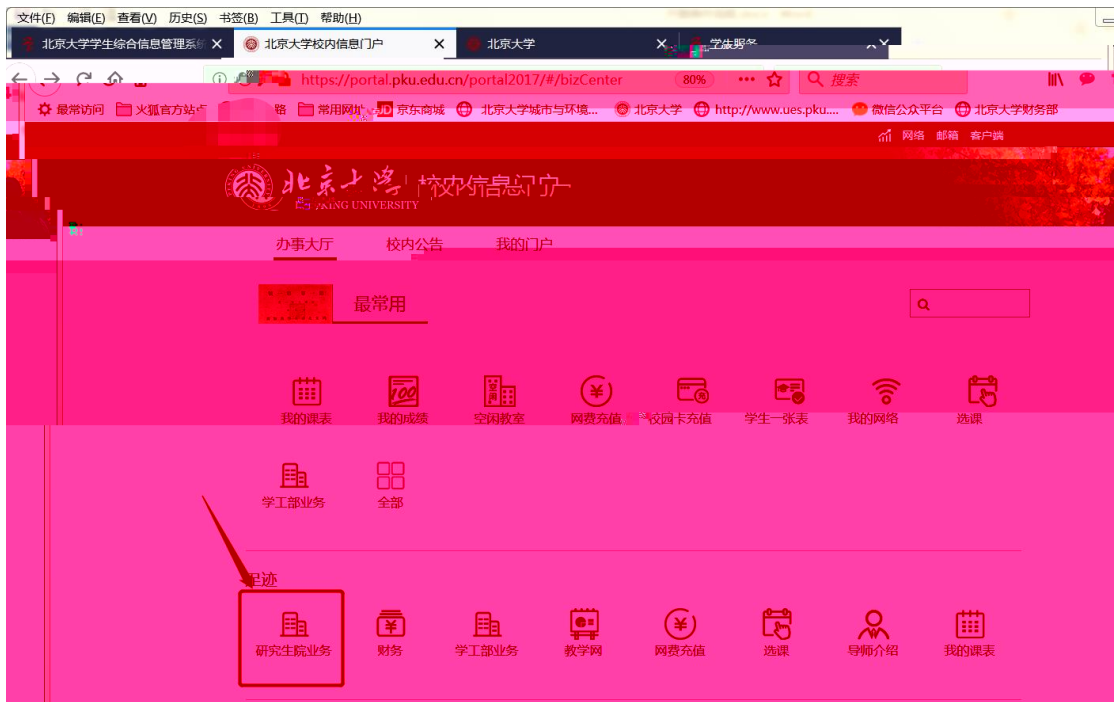 文件(F) 编辑(E) 查看(V) 历史(S) 书签(B) 工具(T) 帮助(H)
北京大学学生综合信息管理系统 北京大学校内信息门户 北京大学
https://portal.pku.edu.cn/portal2017/#/bizCenter 80% 搜索
最常访问 火狐官方站点 常用网址 京东商城 北京大学城市与环境... 北京大学 http://www.ues.pku.... 微信公众平台 北京大学财务部
网络 邮箱 客户端
北京大学 校内信息门户
UNIVERSITY
办事大厅 校内公告 我的门户
最常用
100 空闲
我的课表 我的成绩 空闲教室 网费充值 校园卡充值 学生一张表 我的网络 选课
学工部业务 全部
足迹
研究生院业务 财务 学工部业务 教学网 网费充值 选课 导师介绍 我的课表